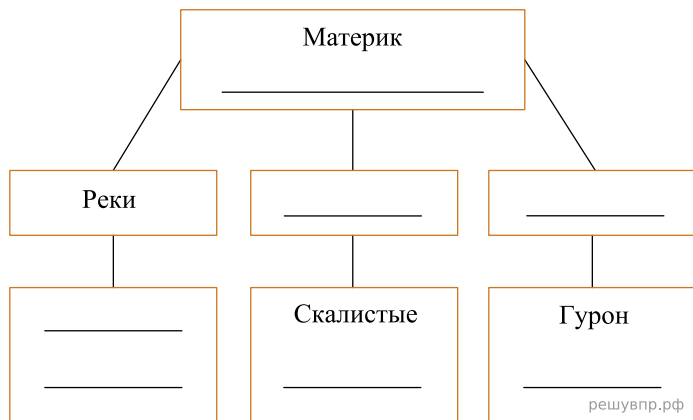 Материк
Реки
Скалистые
Гурон
решувпр.рф